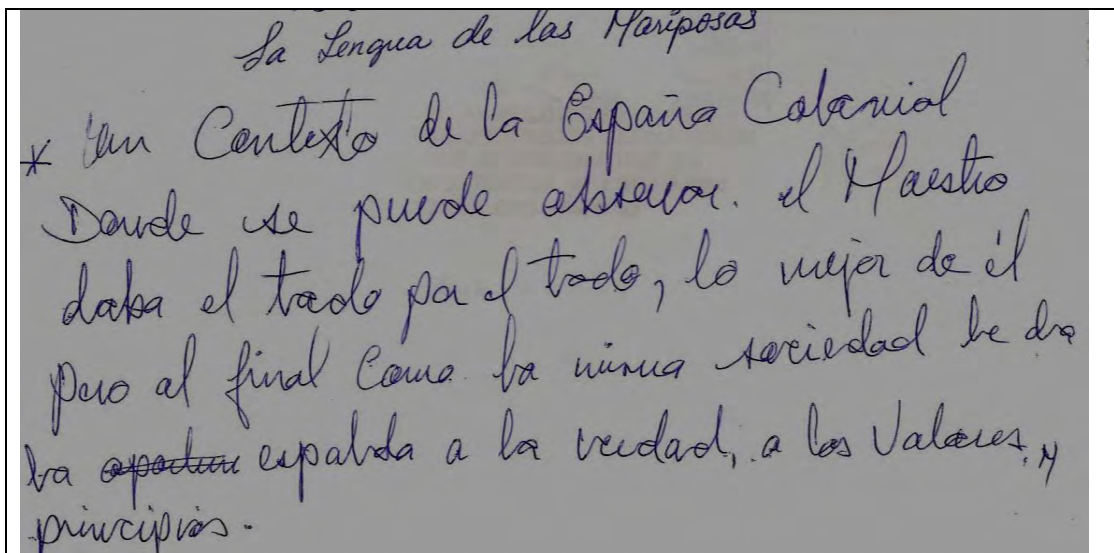 La Lengua de las Mariposas
* un Contexto de la España Colonial
Donde se puede observar. el Maestro
daba el todo por el todo, lo mejor de él
pero al final como la misma sociedad le da
la espalda a la verdad, a los Valores, y
principios.